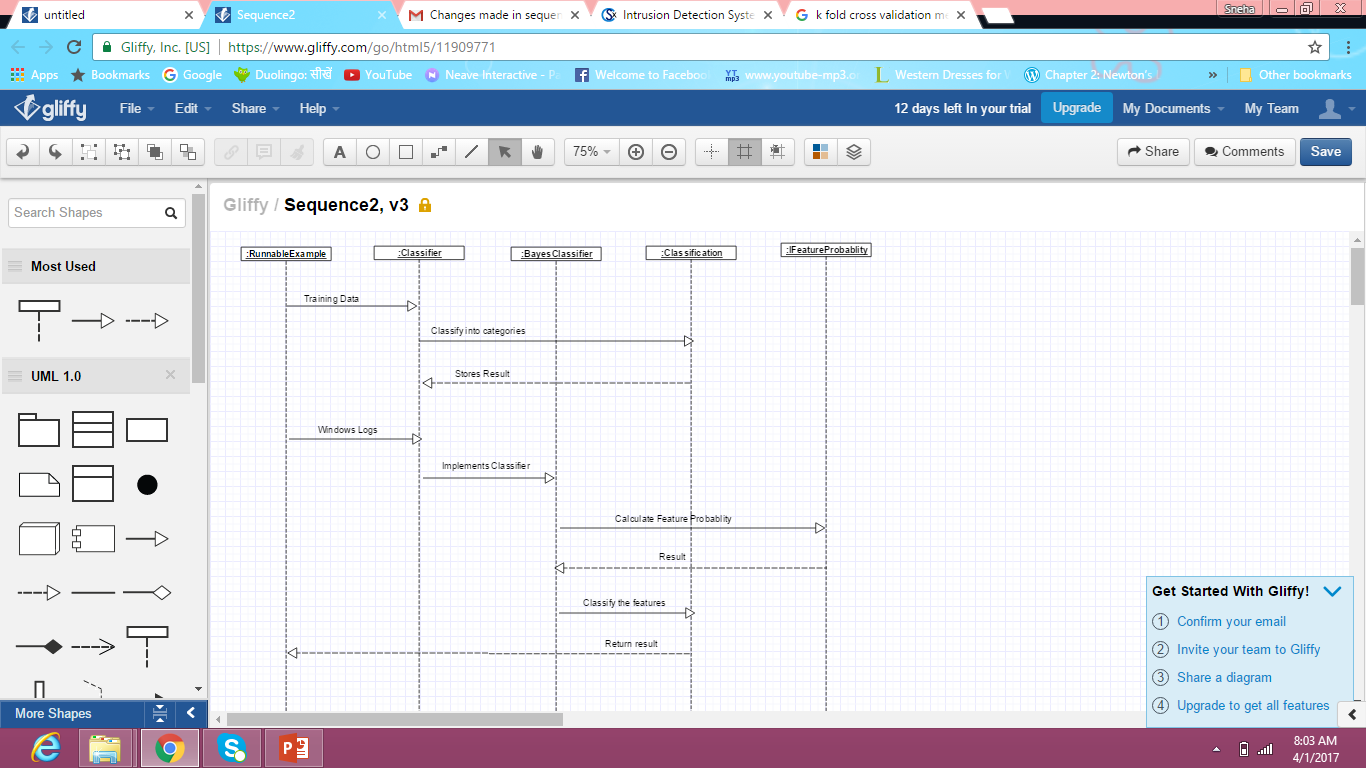 untitled
Sequence2
Changes made in sequen
Intrusion Detection Syste
k fold cross validation me
Sneha
Gliffy, Inc. [US]
https://www.gliffy.com/go/html5/11909771
Apps
Bookmarks
Google
Duolingo: सीखें
YouTube
Neave Interactive - Pa
Welcome to Faceboo
www.youtube-mp3.o
Western Dresses for W
Chapter 2: Newton's
»
Other bookmarks
gliffy
File
Edit
Share
Help
12 days left In your trial
Upgrade
My Documents
My Team
A
75%
Share
Comments
Save
Search Shapes
Gliffy / Sequence2, v3
Most Used
UML 1.0
More Shapes
:RunnableExample
:Classifier
:BayesClassifier
:Classification
:IFeatureProbablity
Training Data
Classify into categories
Stores Result
Windows Logs
Implements Classifier
Calculate Feature Probablity
Result
Classify the features
Return result
Get Started With Gliffy!
1 Confirm your email
2 Invite your team to Gliffy
3 Share a diagram
4 Upgrade to get all features
8:03 AM
4/1/2017